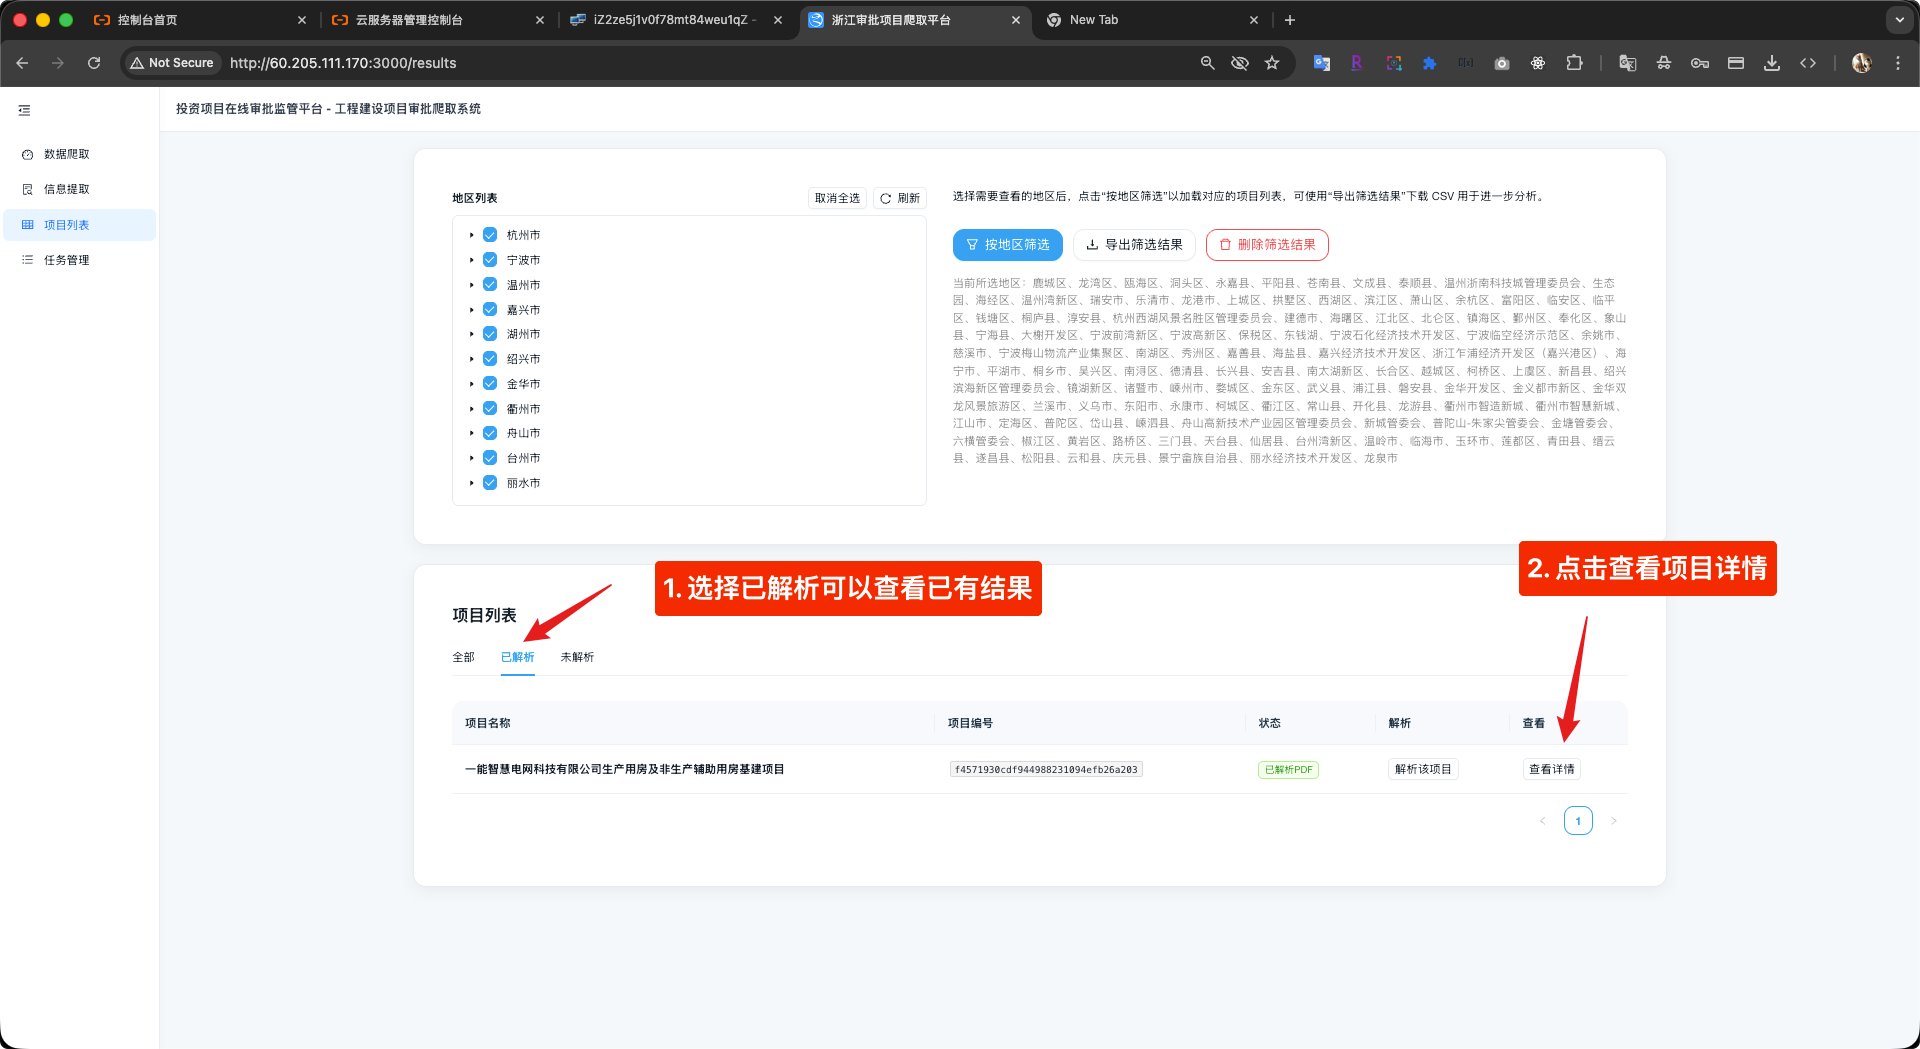 控制台首页
云服务器管理控制台
iZ2ze5j1v0f78mt84weu1qZ -
浙江审批项目爬取平台
New Tab
Not Secure
http://60.205.111.170:3000/results
投资项目在线审批监管平台 - 工程建设项目审批爬取系统
数据爬取
信息提取
项目列表
任务管理
地区列表
取消全选
刷新
杭州市
宁波市
温州市
嘉兴市
湖州市
绍兴市
金华市
衢州市
舟山市
台州市
丽水市
选择需要查看的地区后，点击“按地区筛选”以加载对应的项目列表，可使用“导出筛选结果”下载 CSV 用于进一步分析。
按地区筛选
导出筛选结果
删除筛选结果
当前所选地区：鹿城区、龙湾区、瓯海区、洞头区、永嘉县、平阳县、苍南县、文成县、泰顺县、温州浙南科技城管理委员会、生态
园、海经区、温州湾新区、瑞安市、乐清市、龙港市、上城区、拱墅区、西湖区、滨江区、萧山区、余杭区、富阳区、临安区、临平
区、钱塘区、桐庐县、淳安县、杭州西湖风景名胜区管理委员会、建德市、海曙区、江北区、北仑区、镇海区、鄞州区、奉化区、象山
县、宁海县、大榭开发区、宁波前湾新区、宁波高新区、保税区、东钱湖、宁波石化经济技术开发区、宁波临空经济示范区、余姚市、
慈溪市、宁波梅山物流产业集聚区、南湖区、秀洲区、嘉善县、海盐县、嘉兴经济技术开发区、浙江乍浦经济开发区（嘉兴港区）、海
宁市、平湖市、桐乡市、吴兴区、南浔区、德清县、长兴县、安吉县、南太湖新区、长合区、越城区、柯桥区、上虞区、新昌县、绍兴
滨海新区管理委员会、镜湖新区、诸暨市、嵊州市、婺城区、金东区、武义县、浦江县、磐安县、金华开发区、金义都市新区、金华双
龙风景旅游区、兰溪市、义乌市、东阳市、永康市、柯城区、衢江区、常山县、开化县、龙游县、衢州市智造新城、衢州市智慧新城、
江山市、定海区、普陀区、岱山县、嵊泗县、舟山高新技术产业园区管理委员会、新城管委会、普陀山-朱家尖管委会、金塘管委会、
六横管委会、椒江区、黄岩区、路桥区、三门县、天台县、仙居县、台州湾新区、温岭市、临海市、玉环市、莲都区、青田县、缙云
县、遂昌县、松阳县、云和县、庆元县、景宁畲族自治县、丽水经济技术开发区、龙泉市
1. 选择已解析可以查看已有结果
2. 点击查看项目详情
项目列表
全部
已解析
未解析
项目名称
项目编号
状态
解析
查看
一能智慧电网科技有限公司生产用房及非生产辅助用房基建项目
f4571930cdf944988231094efb26a203
已解析PDF
解析该项目
查看详情
1